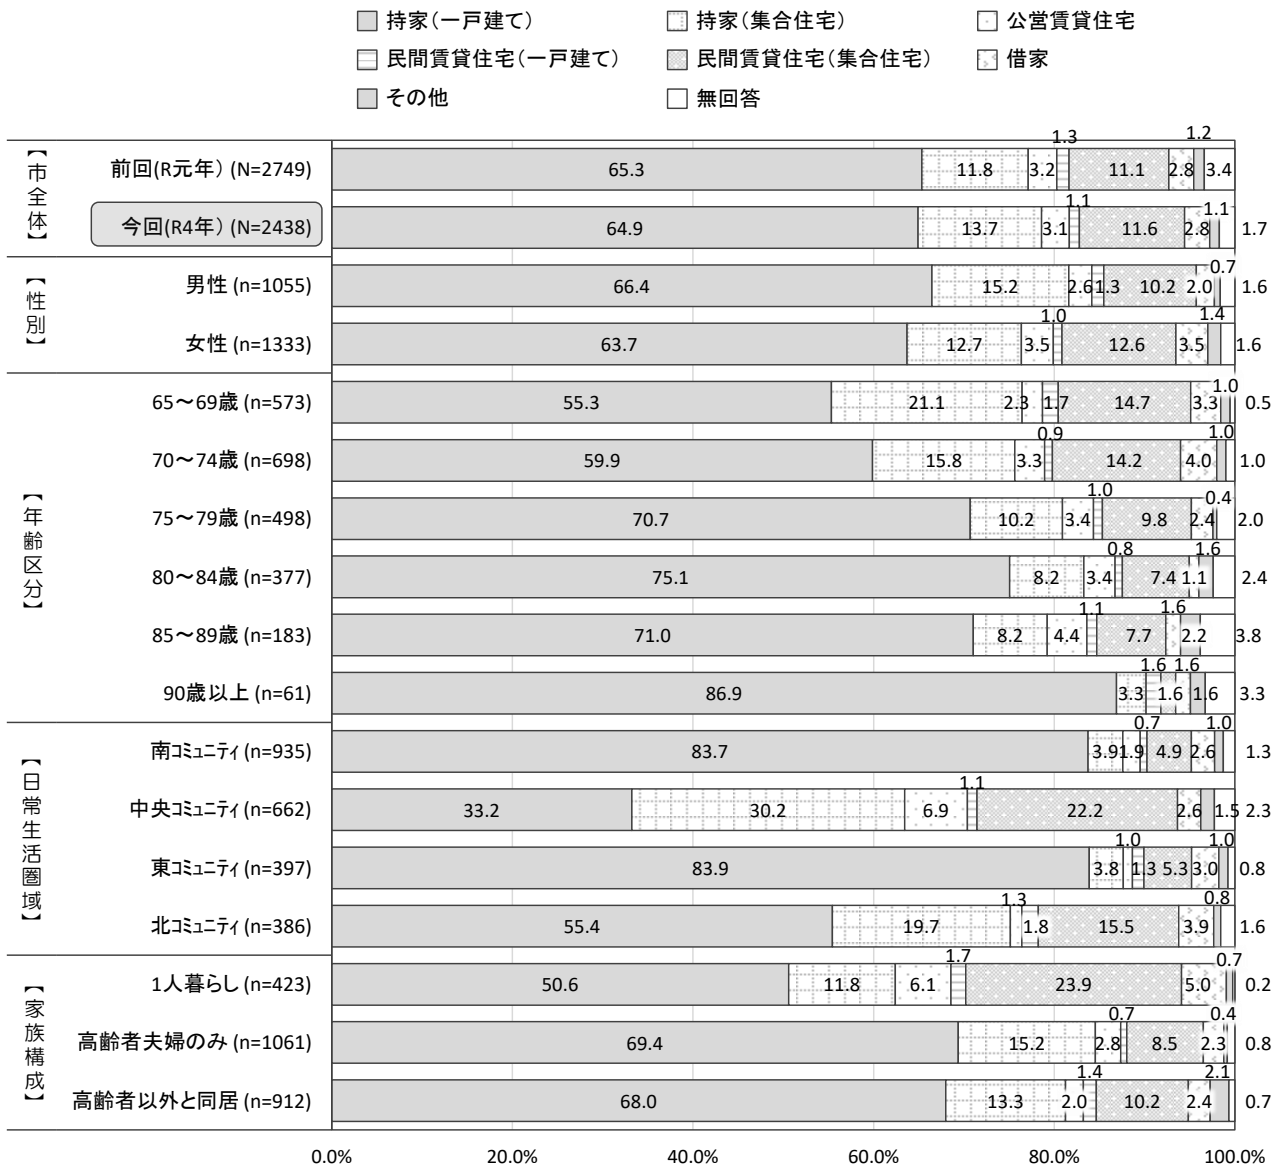 持家（一戸建て） 持家（集合住宅） 公営賃貸住宅
民間賃貸住宅（一戸建て） 民間賃貸住宅（集合住宅） 借家
その他 無回答
【市全体】
1.3 1.2
前回(R元年) (N=2749) 65.3 11.8 3.2 11.1 2.8 3.4
1.1 1.1
今回(R4年) (N=2438) 64.9 13.7 3.1 11.6 2.8 1.7
【性別】
0.7
男性 (n=1055) 66.4 15.2 2.6 1.3 10.2 2.0 1.6
1.0 1.4
女性 (n=1333) 63.7 12.7 3.5 12.6 3.5 1.6
【年齢区分】
1.0
65～69歳 (n=573) 55.3 21.1 2.3 1.7 14.7 3.3 0.5
0.9 1.0
70～74歳 (n=698) 59.9 15.8 3.3 14.2 4.0 1.0
1.0 0.4
75～79歳 (n=498) 70.7 10.2 3.4 9.8 2.4 2.0
0.8 1.6
80～84歳 (n=377) 75.1 8.2 3.4 7.4 1.1 2.4
1.1 1.6
85～89歳 (n=183) 71.0 8.2 4.4 7.7 2.2 3.8
1.6 1.6
90歳以上 (n=61) 86.9 3.3 1.6 1.6 3.3
【日常生活圏域】
0.7 1.0
南コミュニティ (n=935) 83.7 3.9 1.9 4.9 2.6 1.3
1.1
中央コミュニティ (n=662) 33.2 30.2 6.9 22.2 2.6 1.5 2.3
1.0 1.0
東コミュニティ (n=397) 83.9 3.8 1.3 5.3 3.0 0.8
1.3 0.8
北コミュニティ (n=386) 55.4 19.7 1.8 15.5 3.9 1.6
【家族構成】
1.7 0.7
1人暮らし (n=423) 50.6 11.8 6.1 23.9 5.0 0.2
0.7 0.4
高齢者夫婦のみ (n=1061) 69.4 15.2 2.8 8.5 2.3 0.8
1.4 2.1
高齢者以外と同居 (n=912) 68.0 13.3 2.0 10.2 2.4 0.7
0.0% 20.0% 40.0% 60.0% 80.0% 100.0%